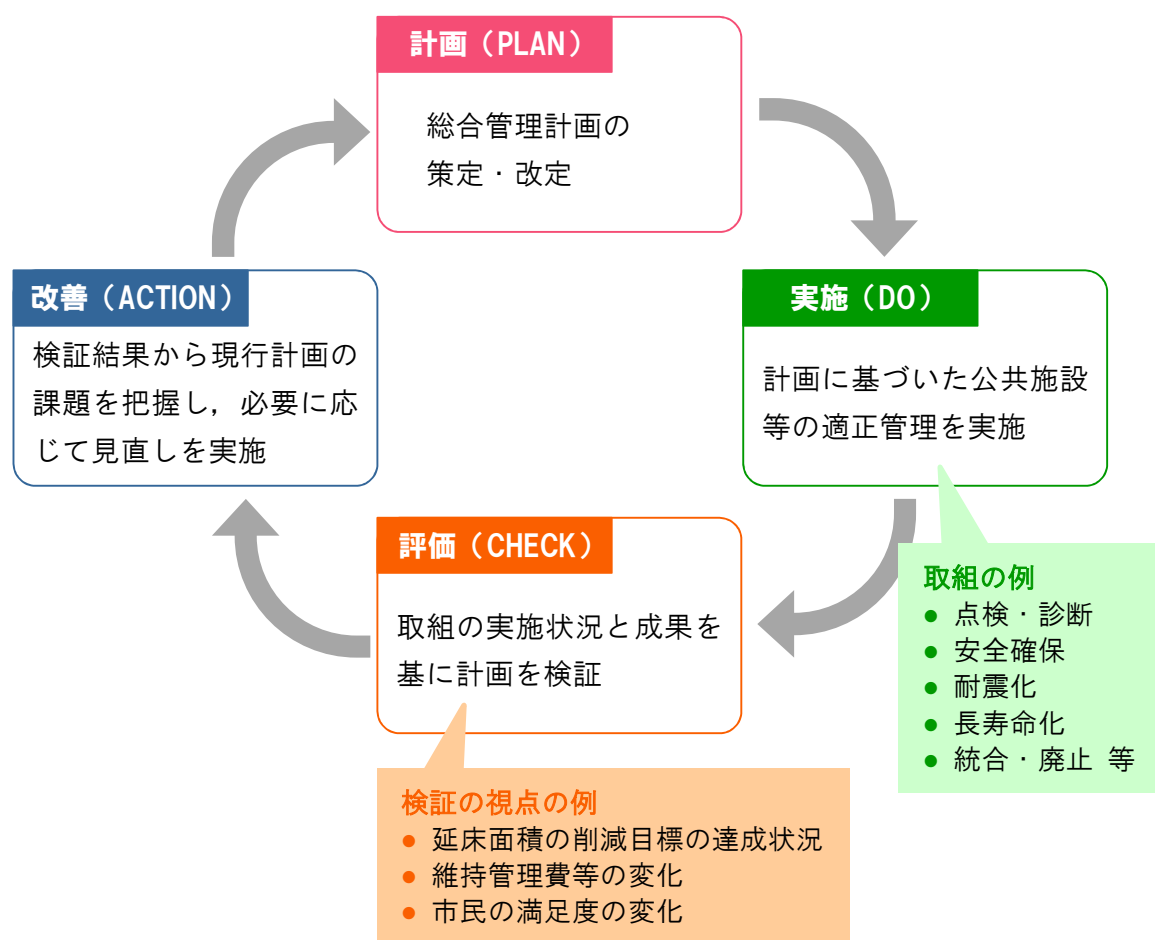 計画（PLAN）
総合管理計画の
策定・改定
実施（DO）
計画に基づいた公共施設
等の適正管理を実施
取組の例
● 点検・診断
● 安全確保
● 耐震化
● 長寿命化
● 統合・廃止 等
評価（CHECK）
取組の実施状況と成果を
基に計画を検証
検証の視点の例
● 延床面積の削減目標の達成状況
● 維持管理費等の変化
● 市民の満足度の変化
改善（ACTION）
検証結果から現行計画の
課題を把握し，必要に応
じて見直しを実施